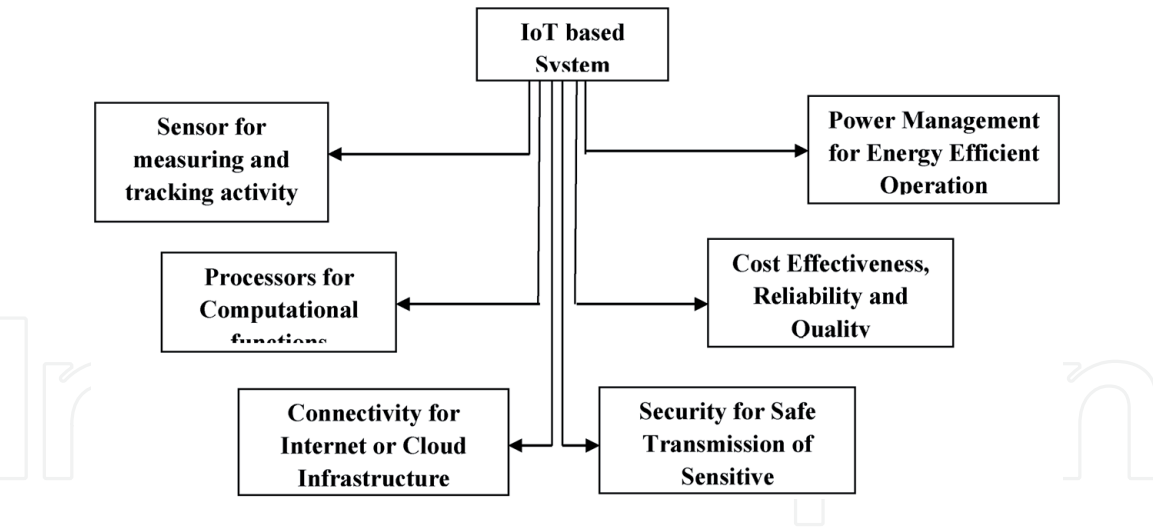 IoT based
System
Sensor for
measuring and
tracking activity
Power Management
for Energy Efficient
Operation
Processors for
Computational
functions
Cost Effectiveness,
Reliability and
Quality
Connectivity for
Internet or Cloud
Infrastructure
Security for Safe
Transmission of
Sensitive